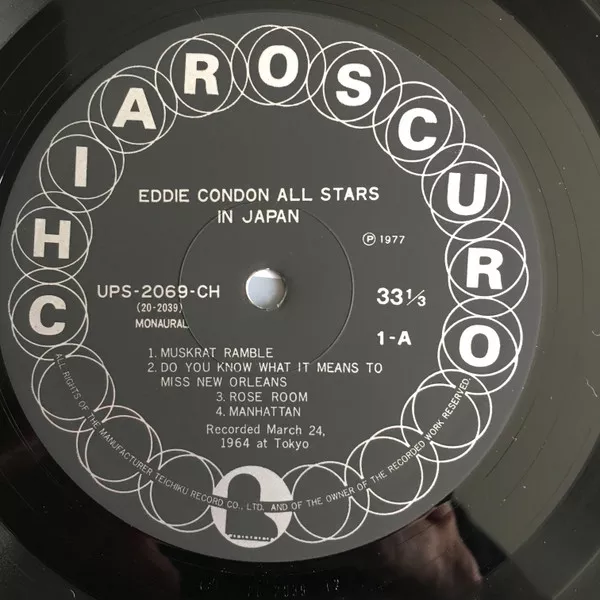 CHIAROSCURO
EDDIE CONDON ALL STARS
IN JAPAN
Ⓟ 1977
UPS-2069-CH
(20-2039)
MONAURAL
33⅓
1-A
1. MUSKRAT RAMBLE
2. DO YOU KNOW WHAT IT MEANS TO
MISS NEW ORLEANS
3. ROSE ROOM
4. MANHATTAN
Recorded March 24,
1964 at Tokyo
ALL RIGHTS OF THE MANUFACTURER TEICHIKU RECORD CO., LTD. AND OF THE OWNER OF THE RECORDED WORK RESERVED.